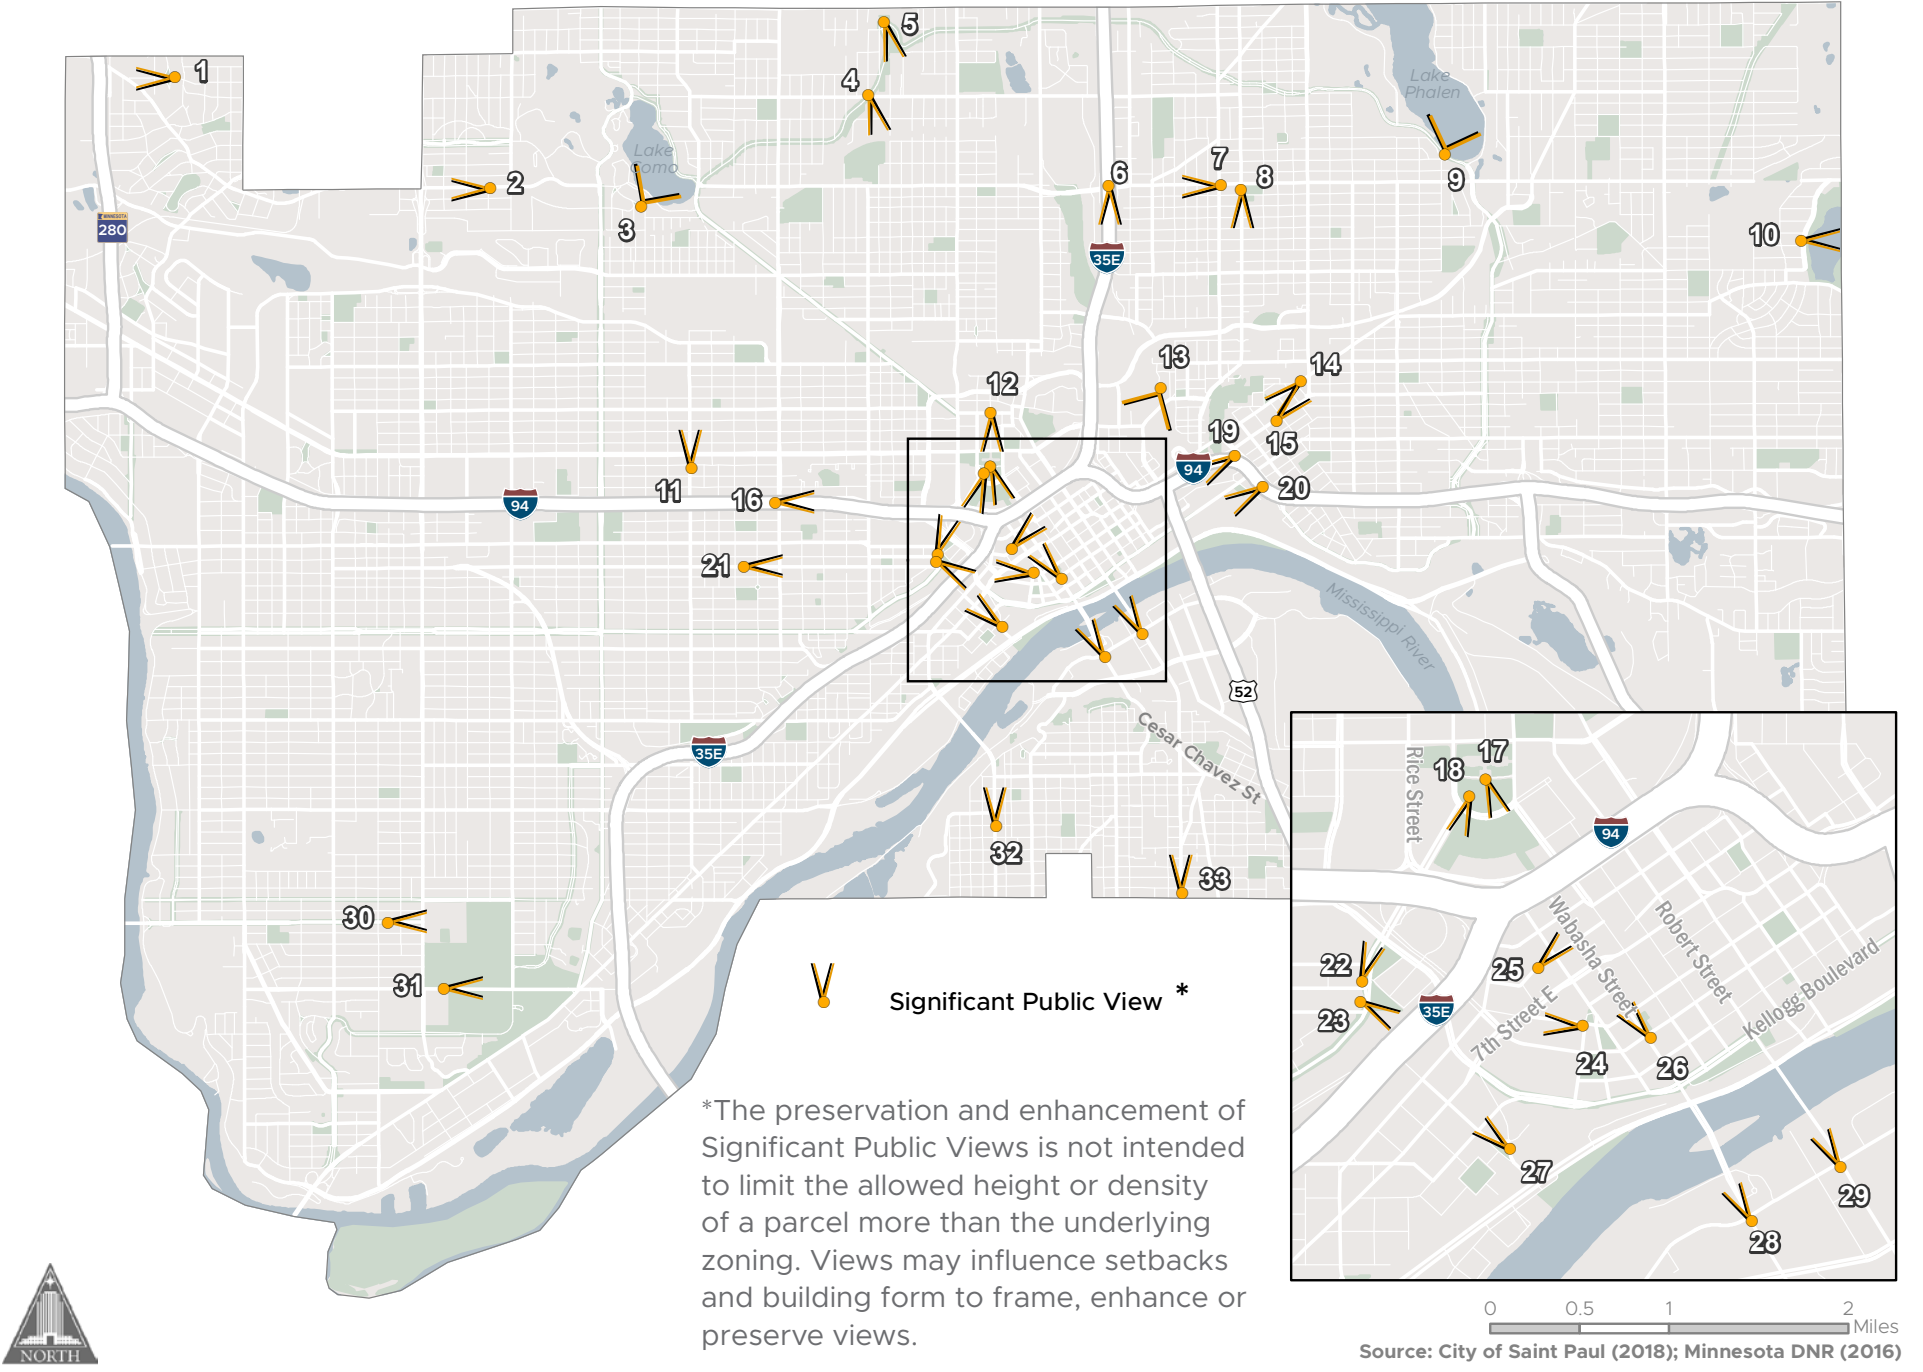 5
1
4
Lake
Phalen
Lake
Como
6
7
8
9
2
3
MINNESOTA
280
10
35E
13
14
12
19
15
94
11
16
20
94
21
Mississippi River
52
Cesar Chavez St
35E
32
33
30
31
17
18
Rice Street
94
22
25
Wabasha Street
Robert Street
23
35E
7th Street E
24
26
Kellogg Boulevard
27
28
29
Significant Public View *
*The preservation and enhancement of
Significant Public Views is not intended
to limit the allowed height or density
of a parcel more than the underlying
zoning. Views may influence setbacks
and building form to frame, enhance or
preserve views.
0 0.5 1 2
Miles
Source: City of Saint Paul (2018); Minnesota DNR (2016)
NORTH